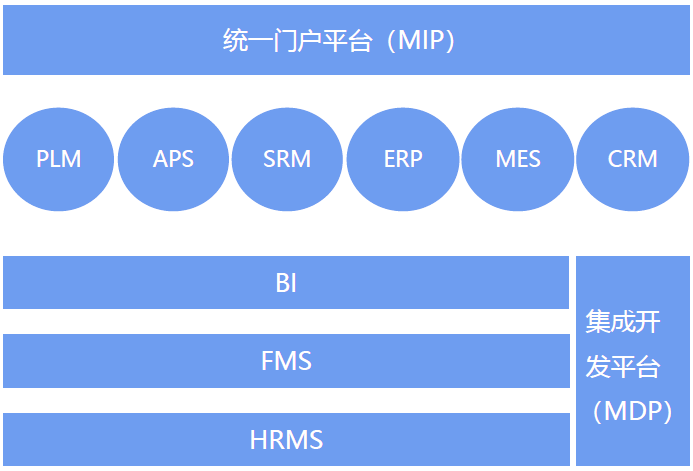 统一门户平台（MIP）
PLM
APS
SRM
ERP
MES
CRM
BI
FMS
HRMS
集成开
发平台
（MDP）